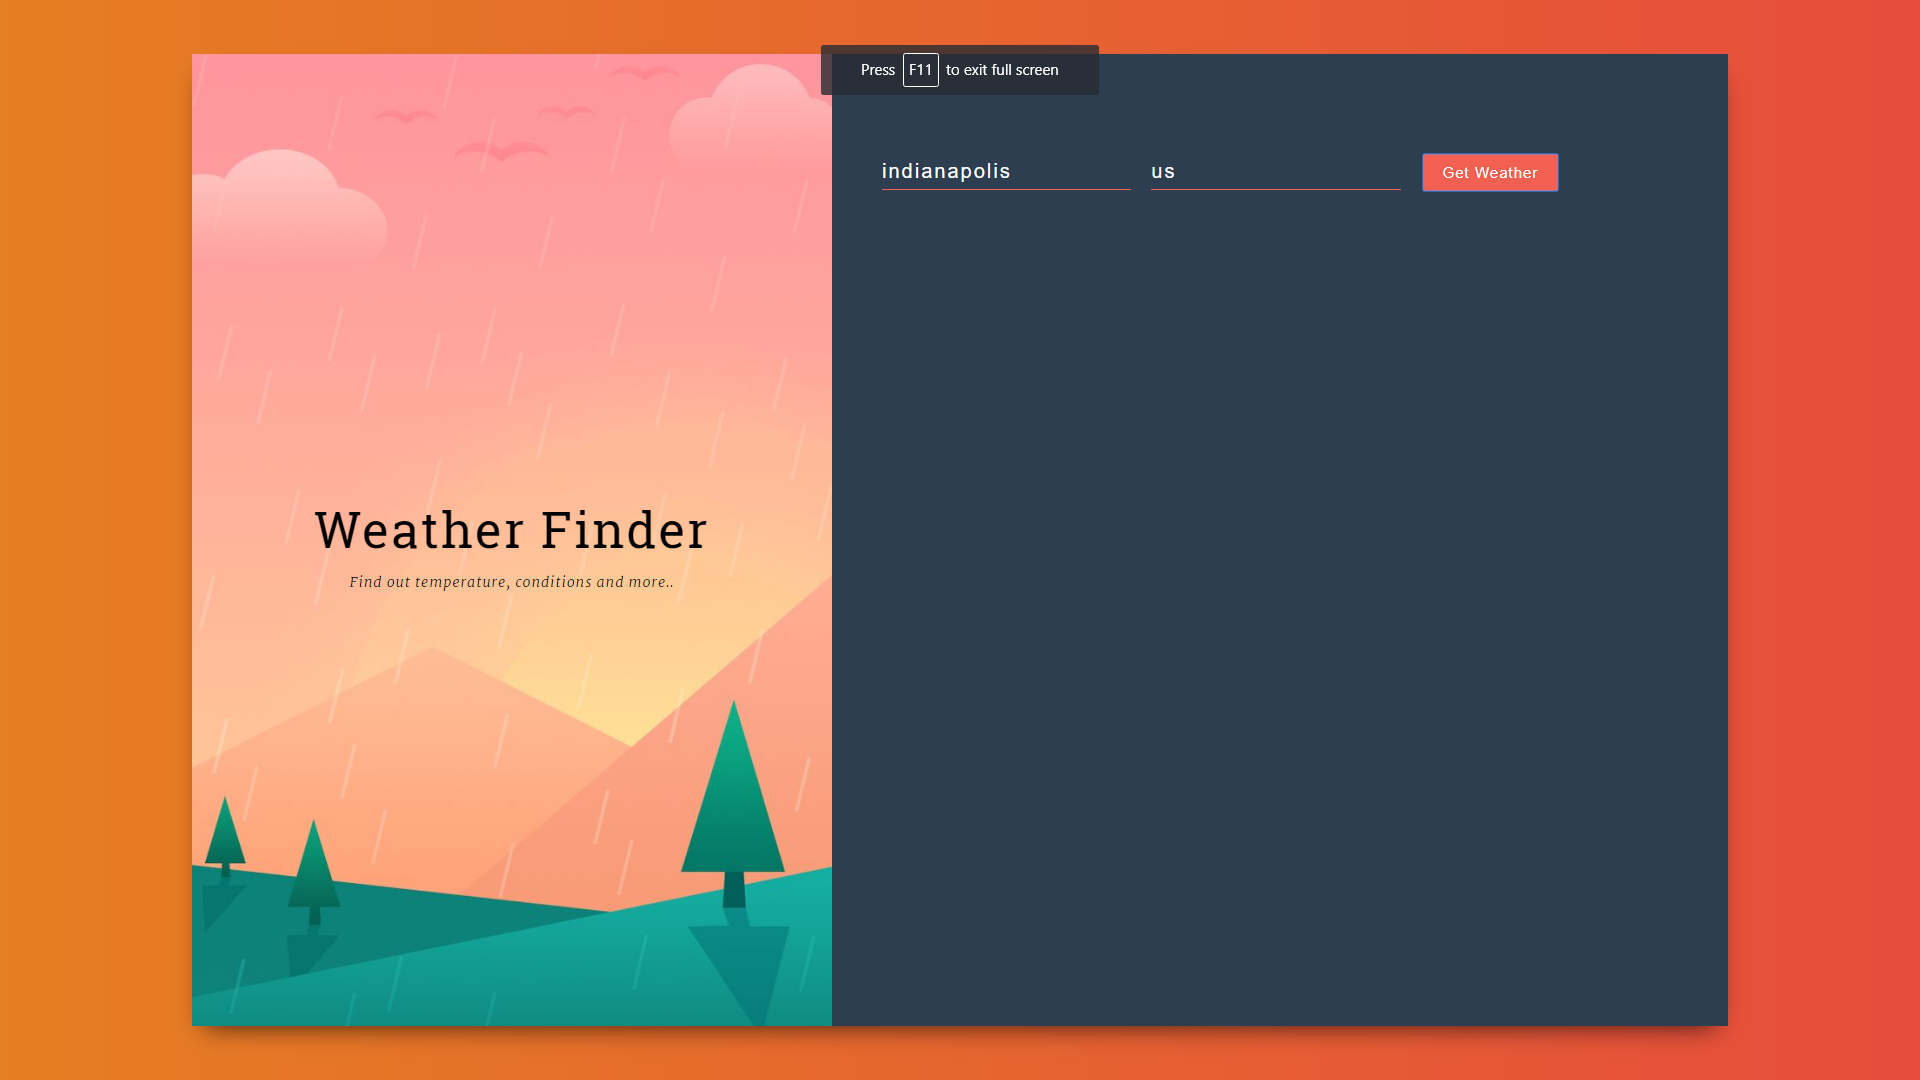 Press F11 to exit full screen
indianapolis us Get Weather
Weather Finder
Find out temperature, conditions and more..